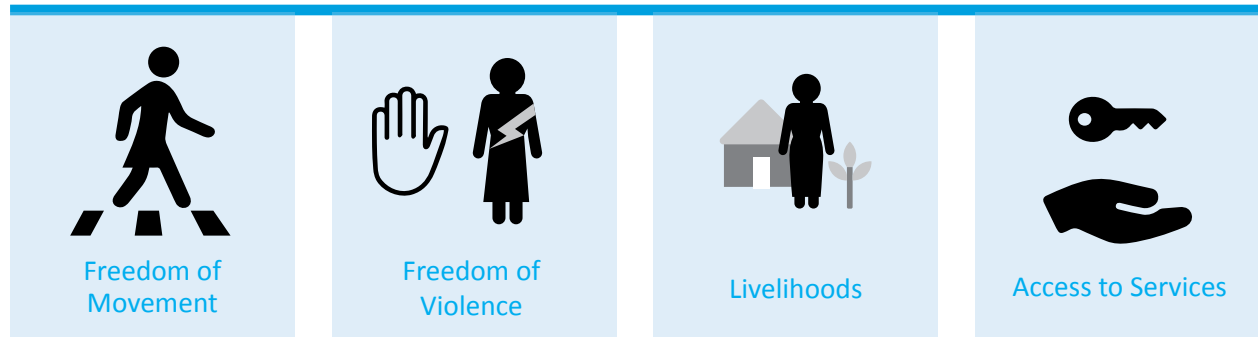 Freedom of
Movement
Freedom of
Violence
Livelihoods
Access to Services